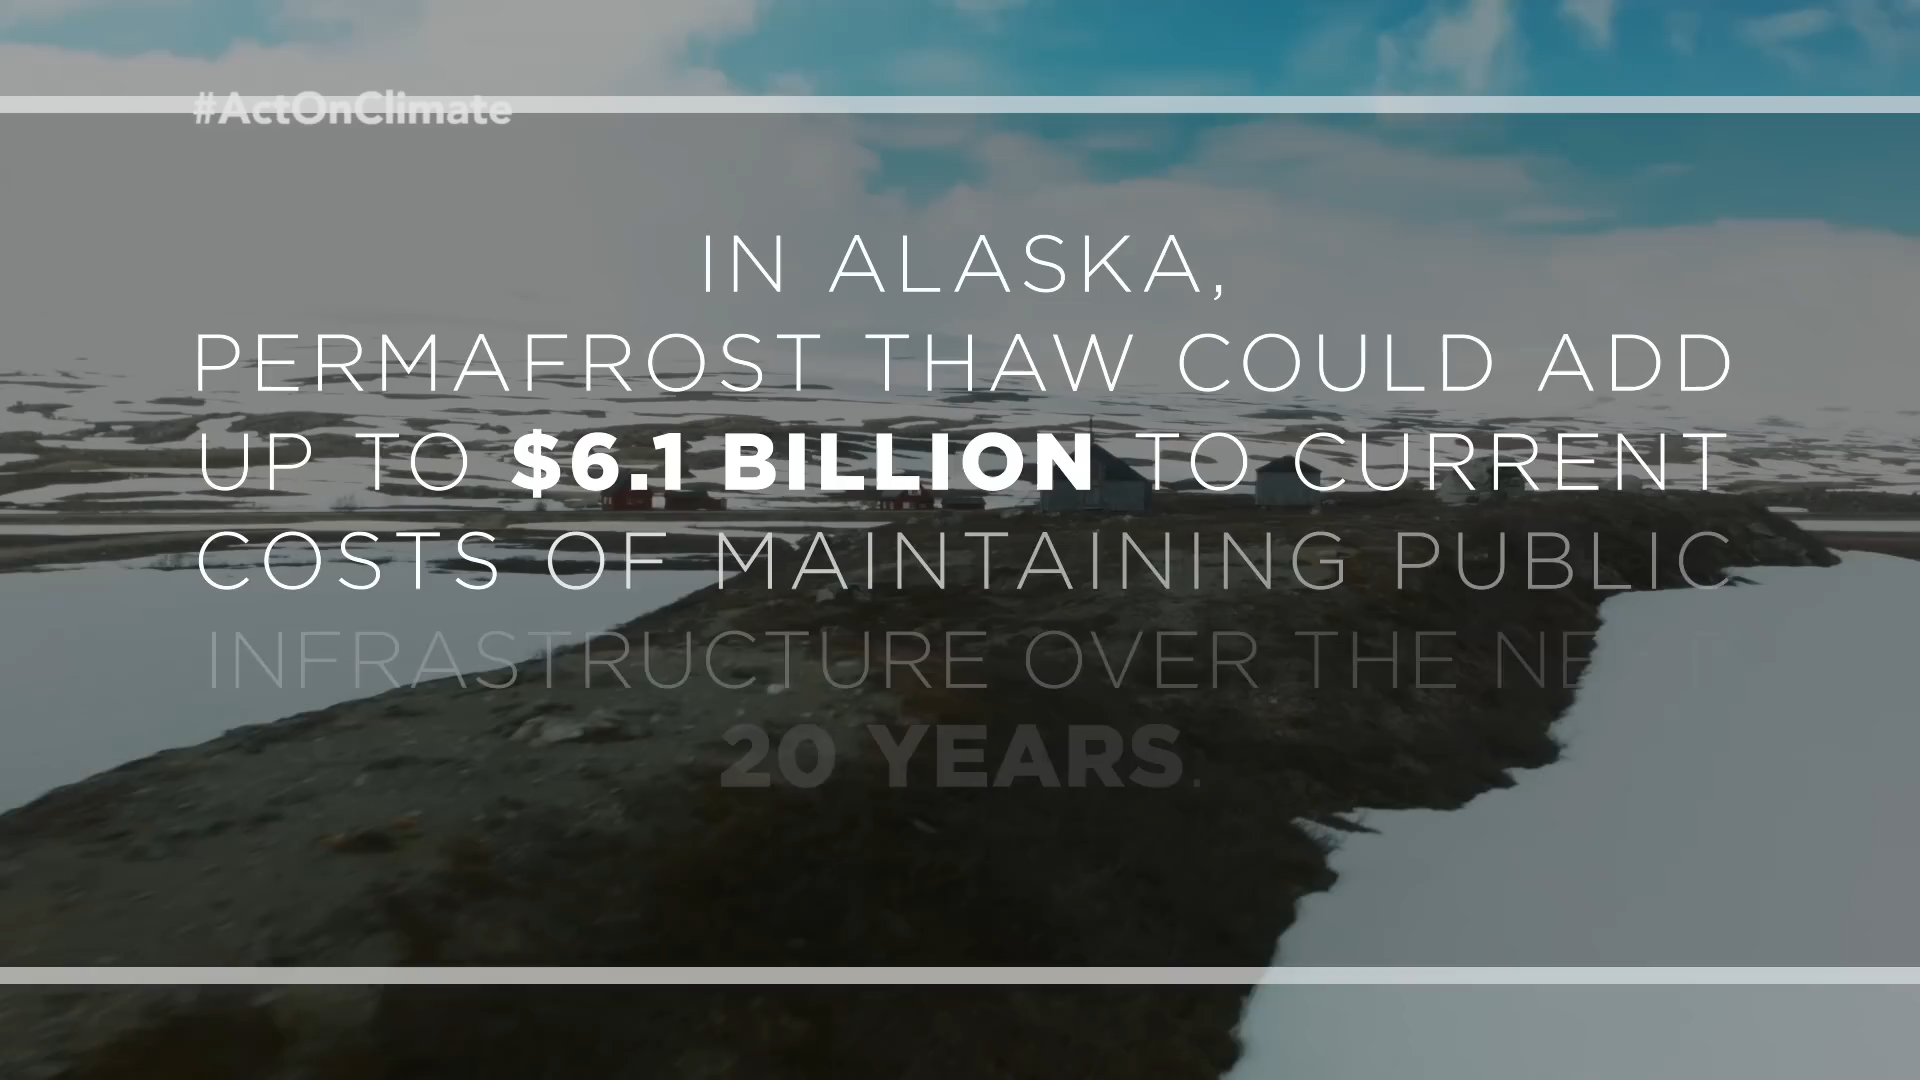 #ActOnClimate
IN ALASKA,
PERMAFROST THAW COULD ADD
UP TO $6.1 BILLION TO CURRENT
COSTS OF MAINTAINING PUBLIC
INFRASTRUCTURE OVER THE
20 YEARS.